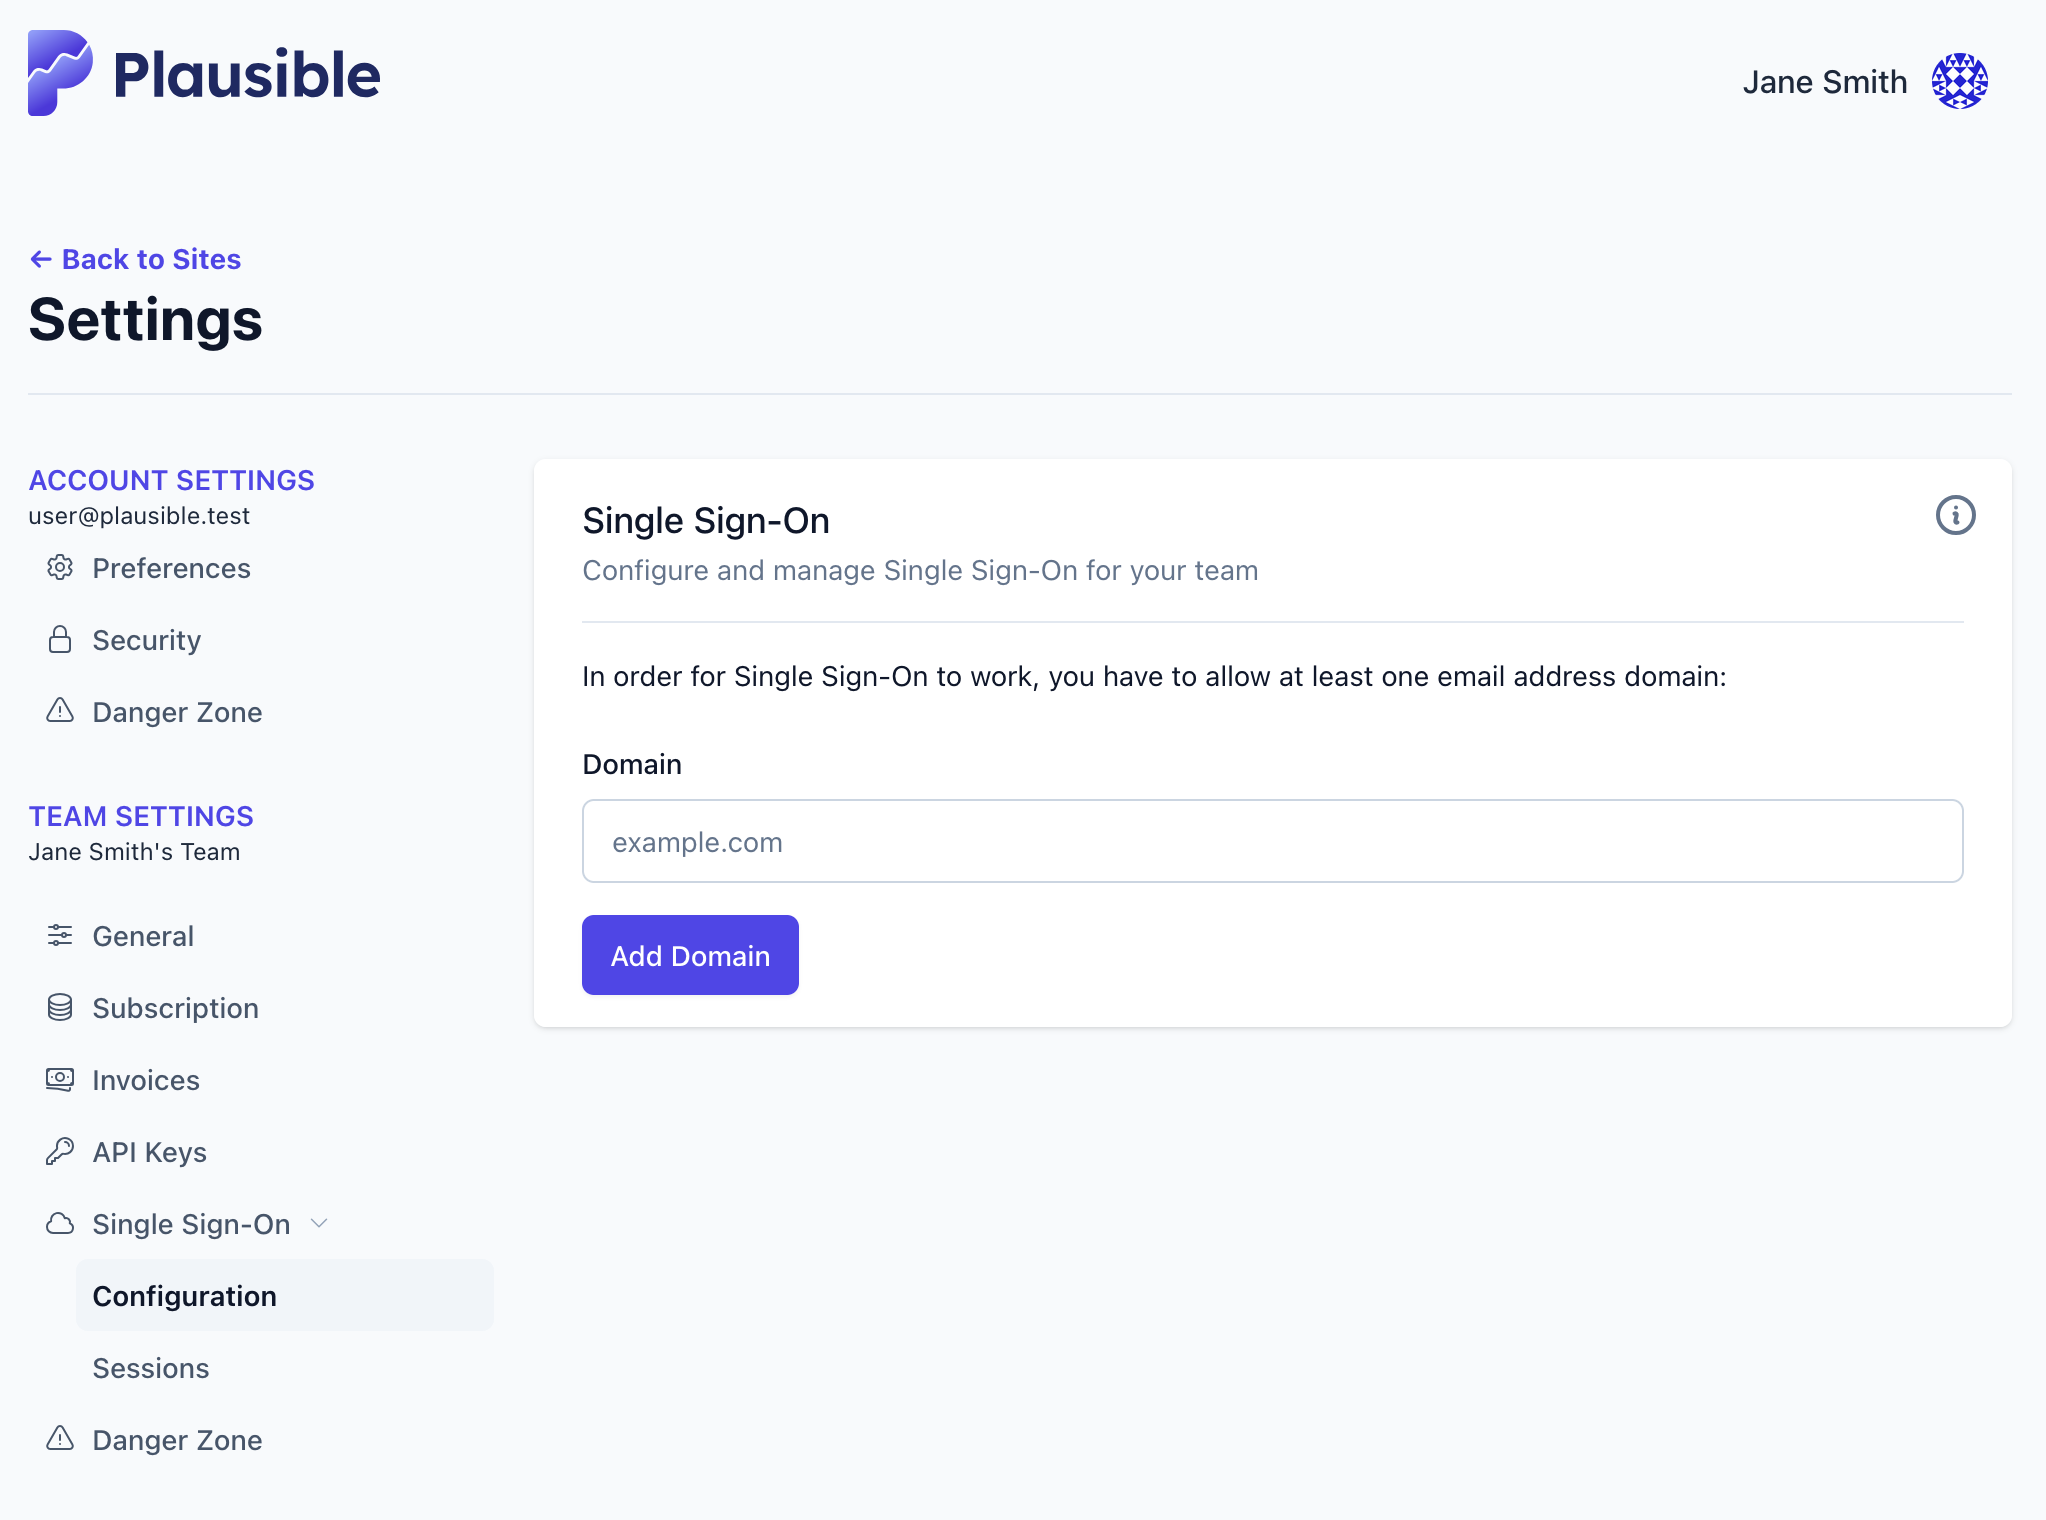 Plausible
Jane Smith
← Back to Sites
Settings
ACCOUNT SETTINGS
user@plausible.test
Preferences
Security
Danger Zone
TEAM SETTINGS
Jane Smith's Team
General
Subscription
Invoices
API Keys
Single Sign-On
Configuration
Sessions
Danger Zone
Single Sign-On
Configure and manage Single Sign-On for your team
In order for Single Sign-On to work, you have to allow at least one email address domain:
Domain
example.com
Add Domain